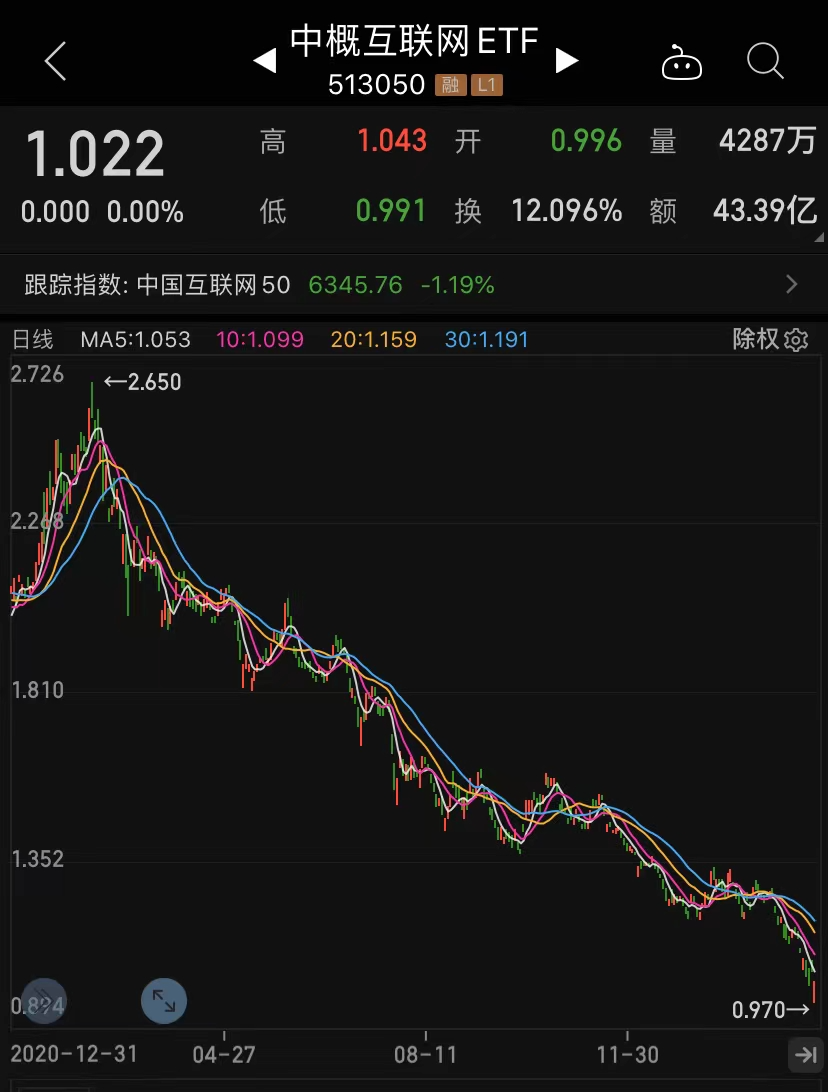 中概互联网ETF
513050 融 L1
1.022 高 1.043 开 0.996 量 4287万
0.000 0.00% 低 0.991 换 12.096% 额 43.39亿
跟踪指数: 中国互联网50 6345.76 -1.19%
日线 MA5:1.053 10:1.099 20:1.159 30:1.191 除权
2.726
←2.650
2.268
1.810
1.352
0.894
0.970→
2020-12-31 04-27 08-11 11-30